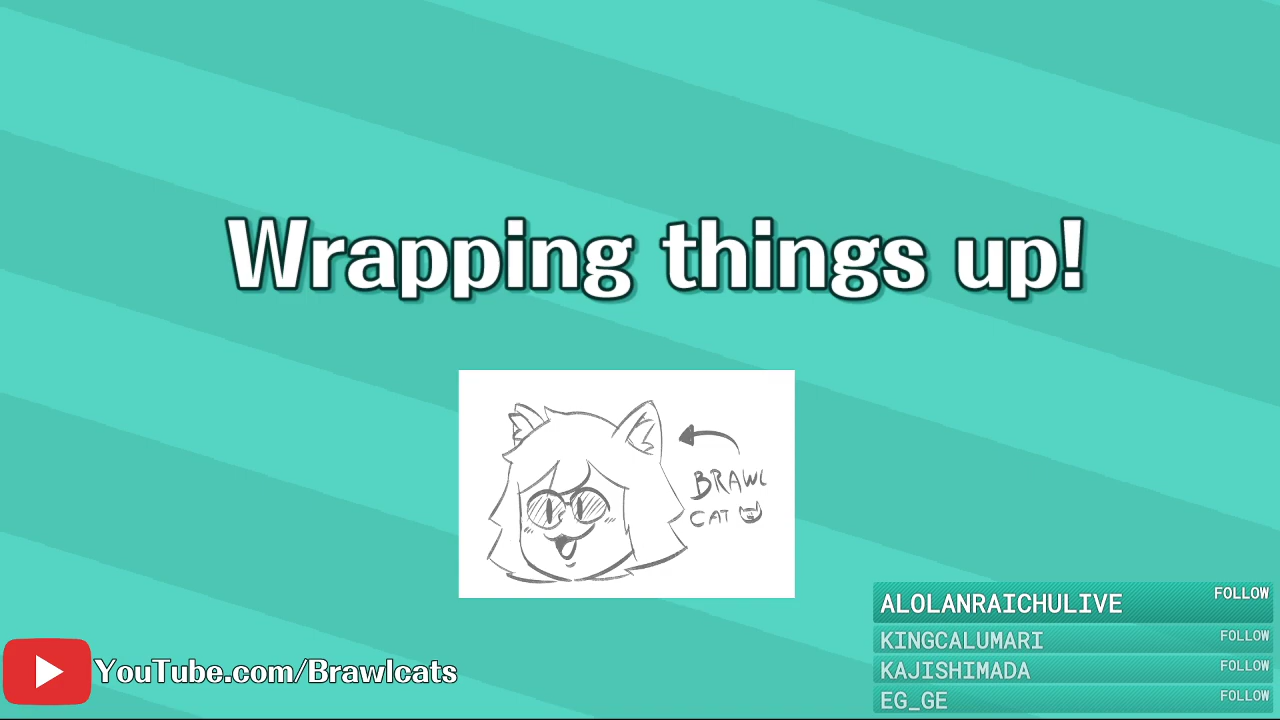 Wrapping things up!
BRAWL
CAT
ALOLANRAICHULIVE FOLLOW
KINGCALUMARI FOLLOW
KAJISHIMADA FOLLOW
EG_GE FOLLOW
YouTube.com/Brawlcats